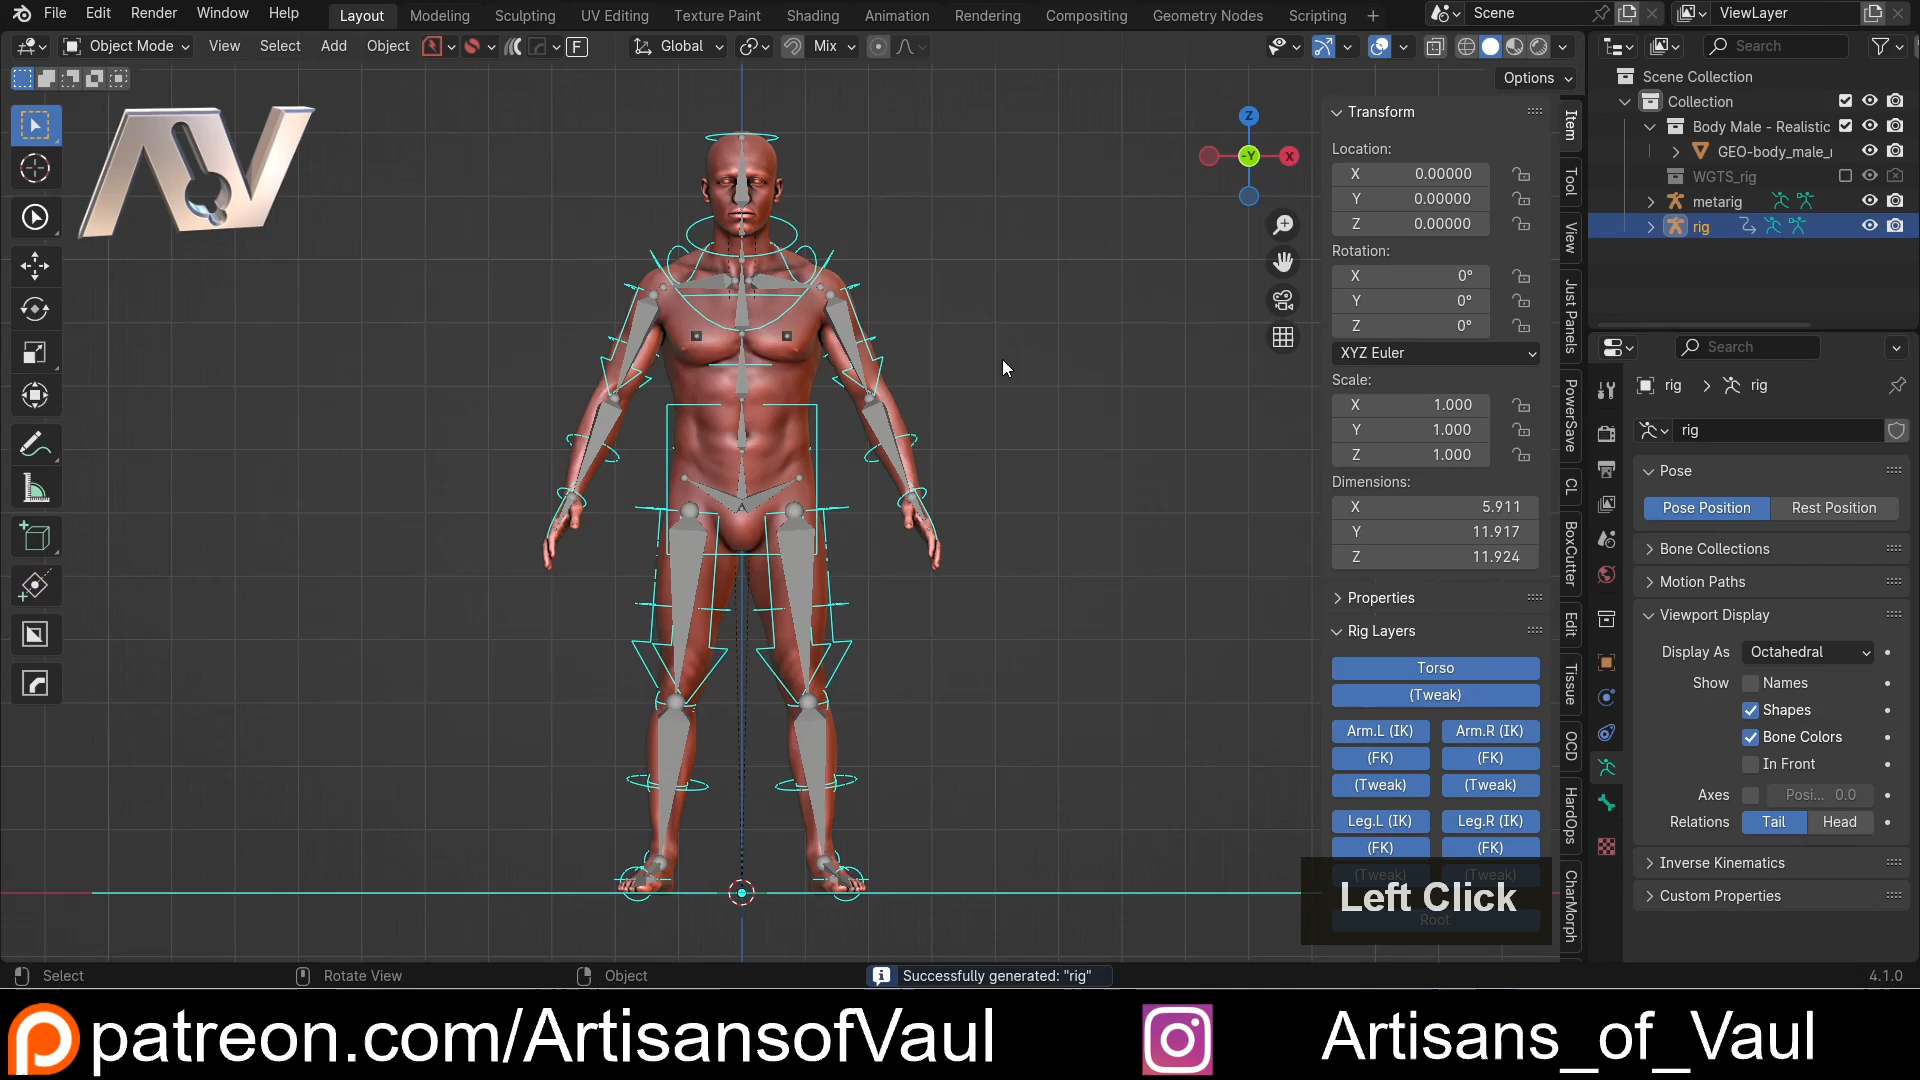 File Edit Render Window Help Layout Modeling Sculpting UV Editing Texture Paint Shading Animation Rendering Compositing Geometry Nodes Scripting + Scene ViewLayer
Object Mode View Select Add Object F Global Mix Search
Options
Scene Collection
Collection
Body Male - Realistic
GEO-body_male_
WGTS_rig
metarig
rig
AV
Z
-Y
X
Transform
Location:
X 0.00000
Y 0.00000
Z 0.00000
Rotation:
X 0°
Y 0°
Z 0°
XYZ Euler
Scale:
X 1.000
Y 1.000
Z 1.000
Dimensions:
X 5.911
Y 11.917
Z 11.924
Properties
Rig Layers
Torso
(Tweak)
Arm.L (IK) Arm.R (IK)
(FK) (FK)
(Tweak) (Tweak)
Leg.L (IK) Leg.R (IK)
(FK) (FK)
(Tweak) (Tweak)
Root
Left Click
Item
Tool
View
Just Panels
PowerSave
CL
BoxCutter
Edit
Tissue
OCD
HardOps
CharMorph
Search
rig rig
rig
Pose
Pose Position Rest Position
Bone Collections
Motion Paths
Viewport Display
Display As Octahedral
Show Names
Shapes
Bone Colors
In Front
Axes Posi... 0.0
Relations Tail Head
Inverse Kinematics
Custom Properties
Select Rotate View Object Successfully generated: "rig" 4.1.0
patreon.com/ArtisansofVaul Artisans_of_Vaul